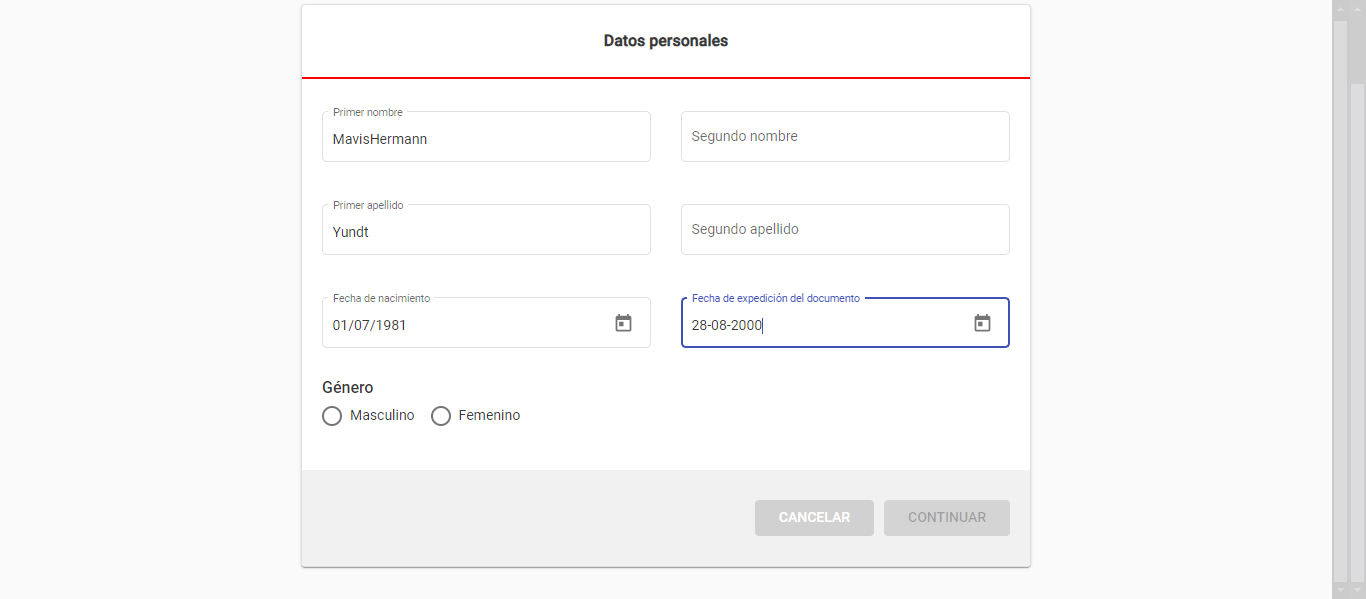 Datos personales
Primer nombre
MavisHermann
Segundo nombre
Primer apellido
Yundt
Segundo apellido
Fecha de nacimiento
01/07/1981
Fecha de expedición del documento
28-08-2000
Género
Masculino Femenino
CANCELAR CONTINUAR